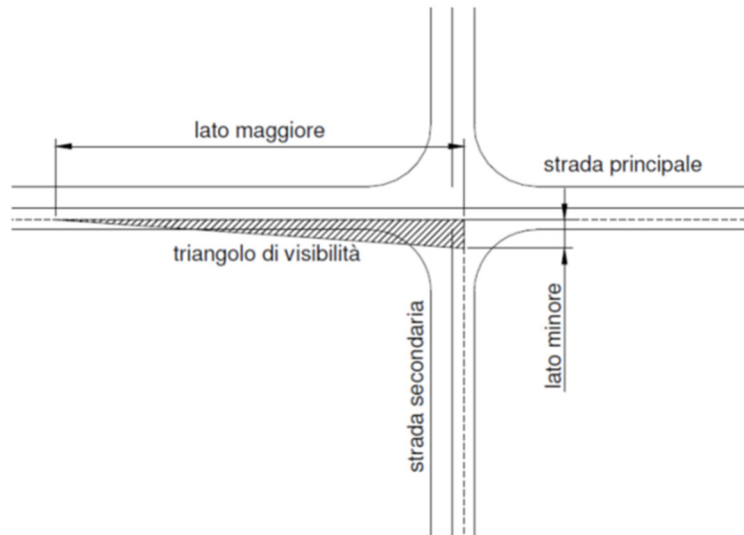 lato maggiore
strada principale
triangolo di visibilità
lato minore
strada secondaria